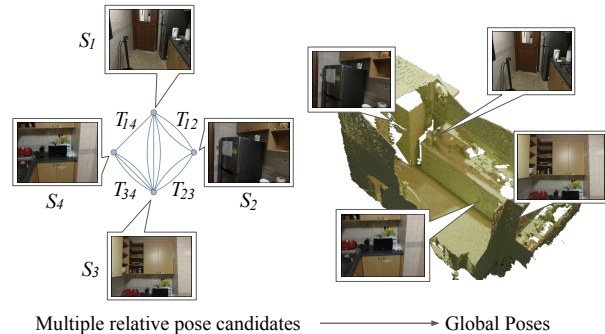 S1
T14 T12
S4 T34 T23 S2
S3
Multiple relative pose candidates Global Poses